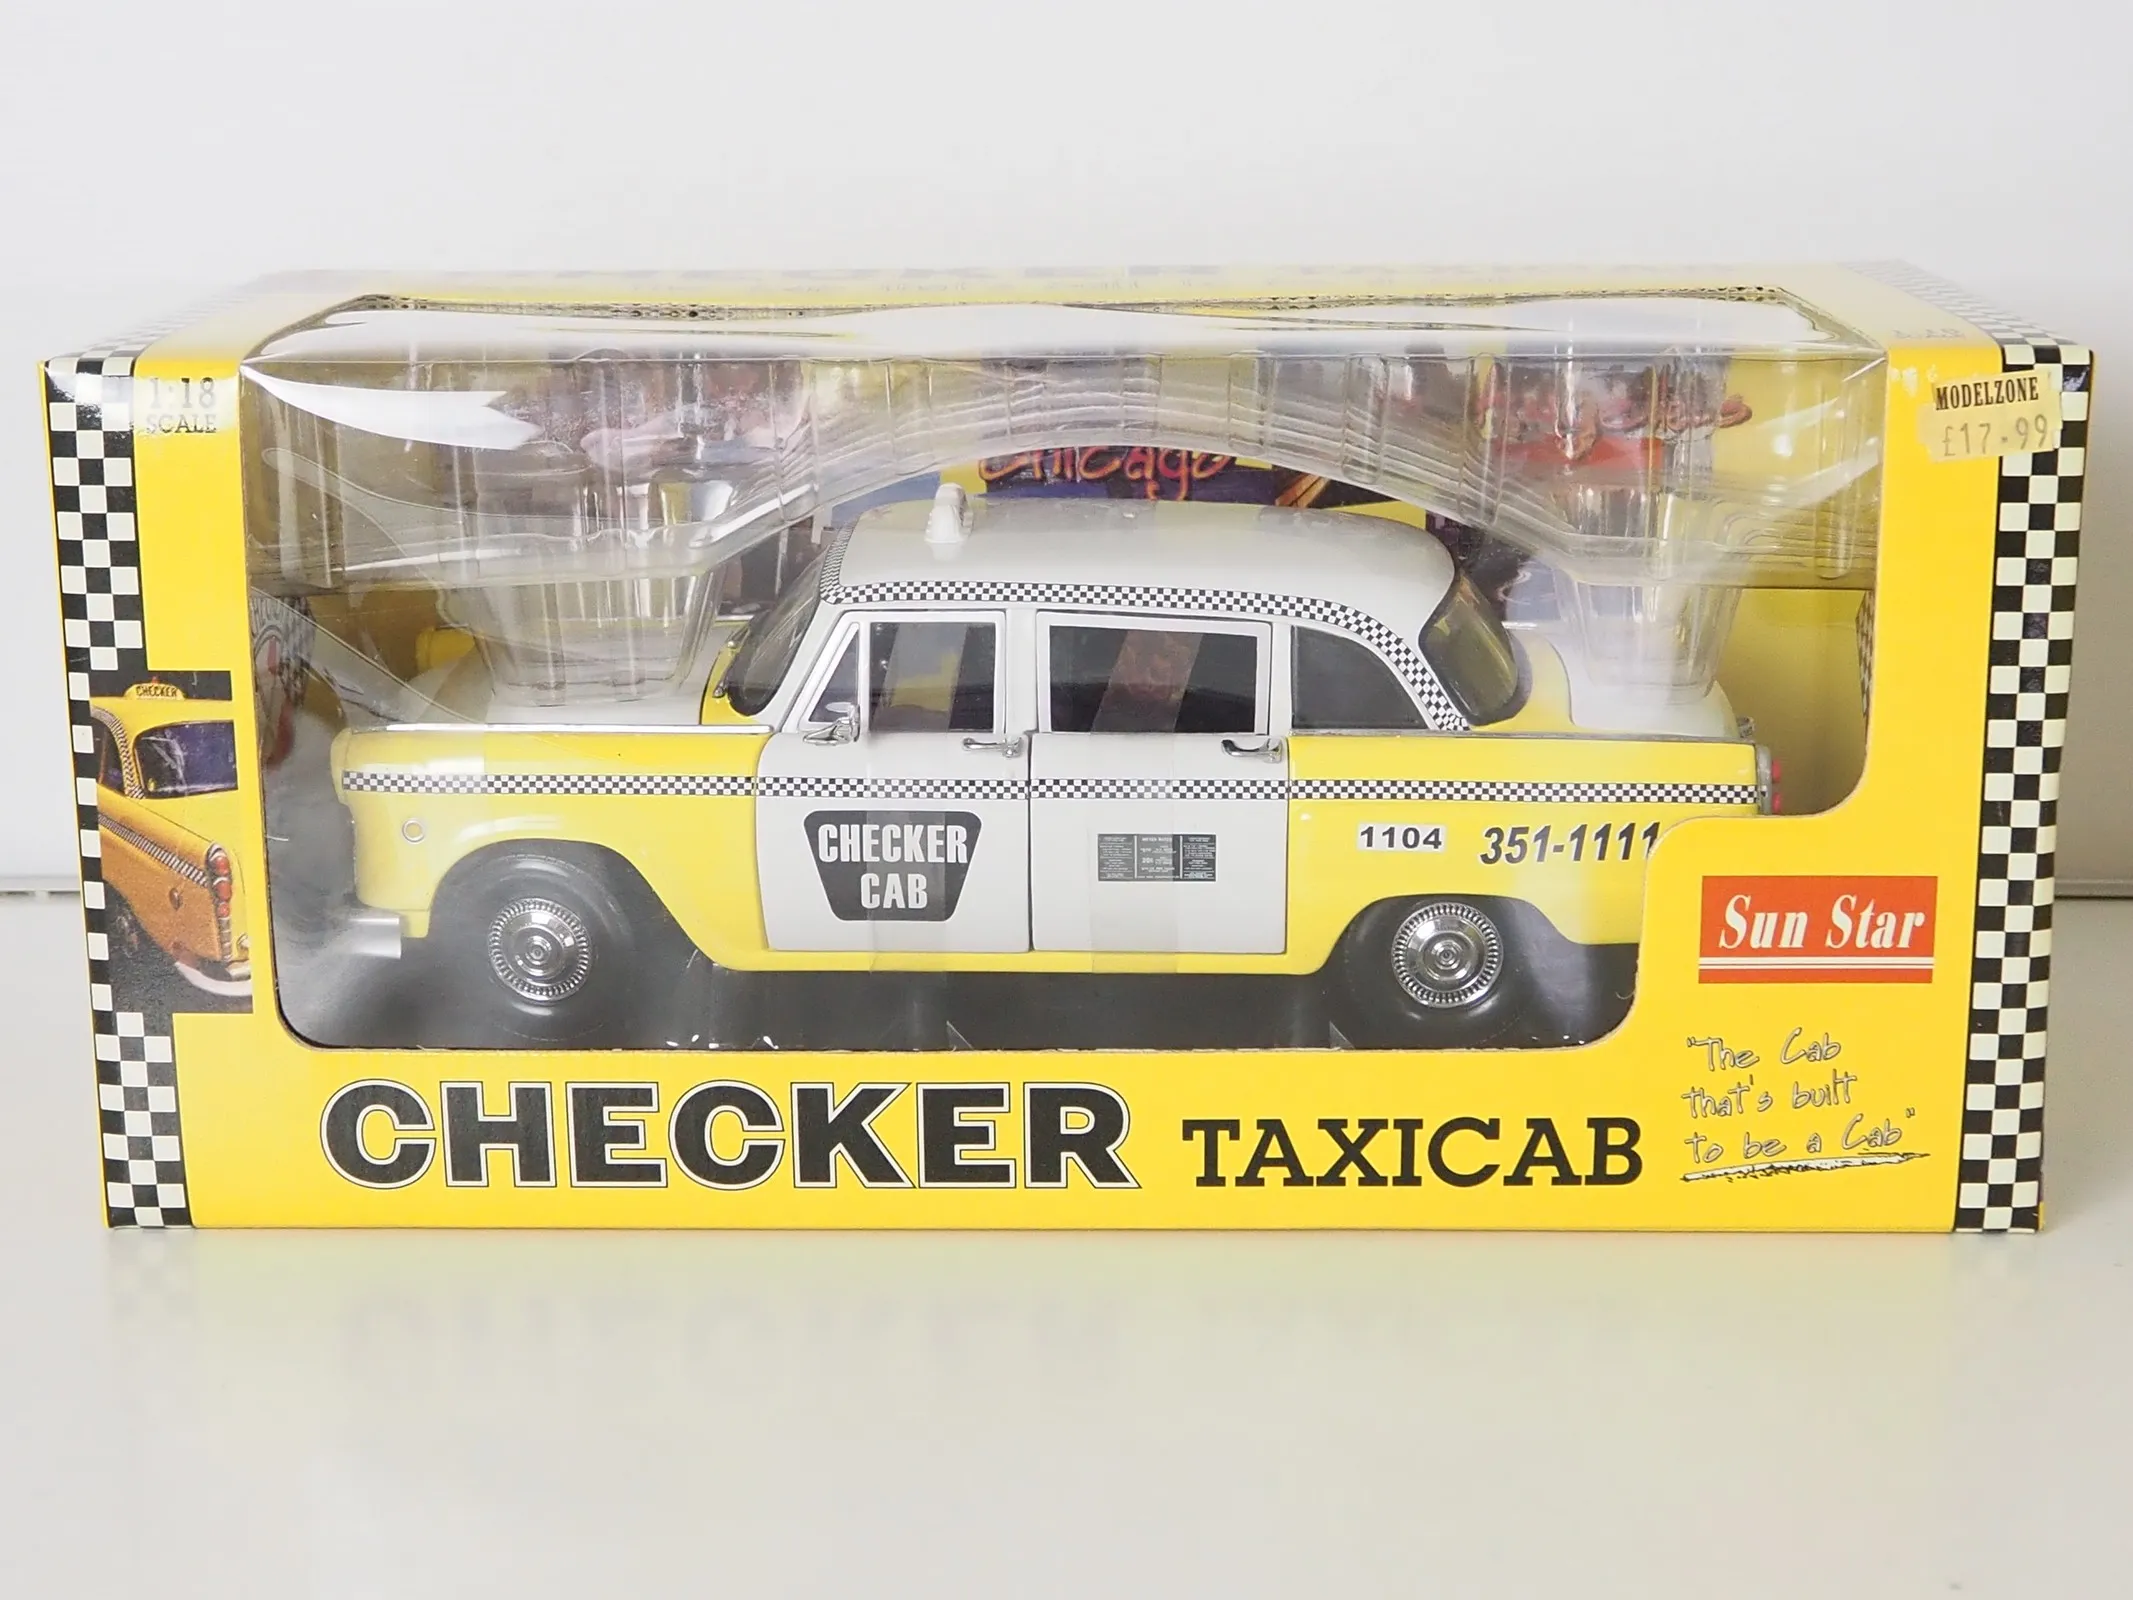 1:18
SCALE
MODELZONE
£17.99
Chicago
CHECKER
CHECKER
CAB
1104
351-1111
Sun Star
"The Cab
that's built
to be a Cab"
CHECKER TAXICAB